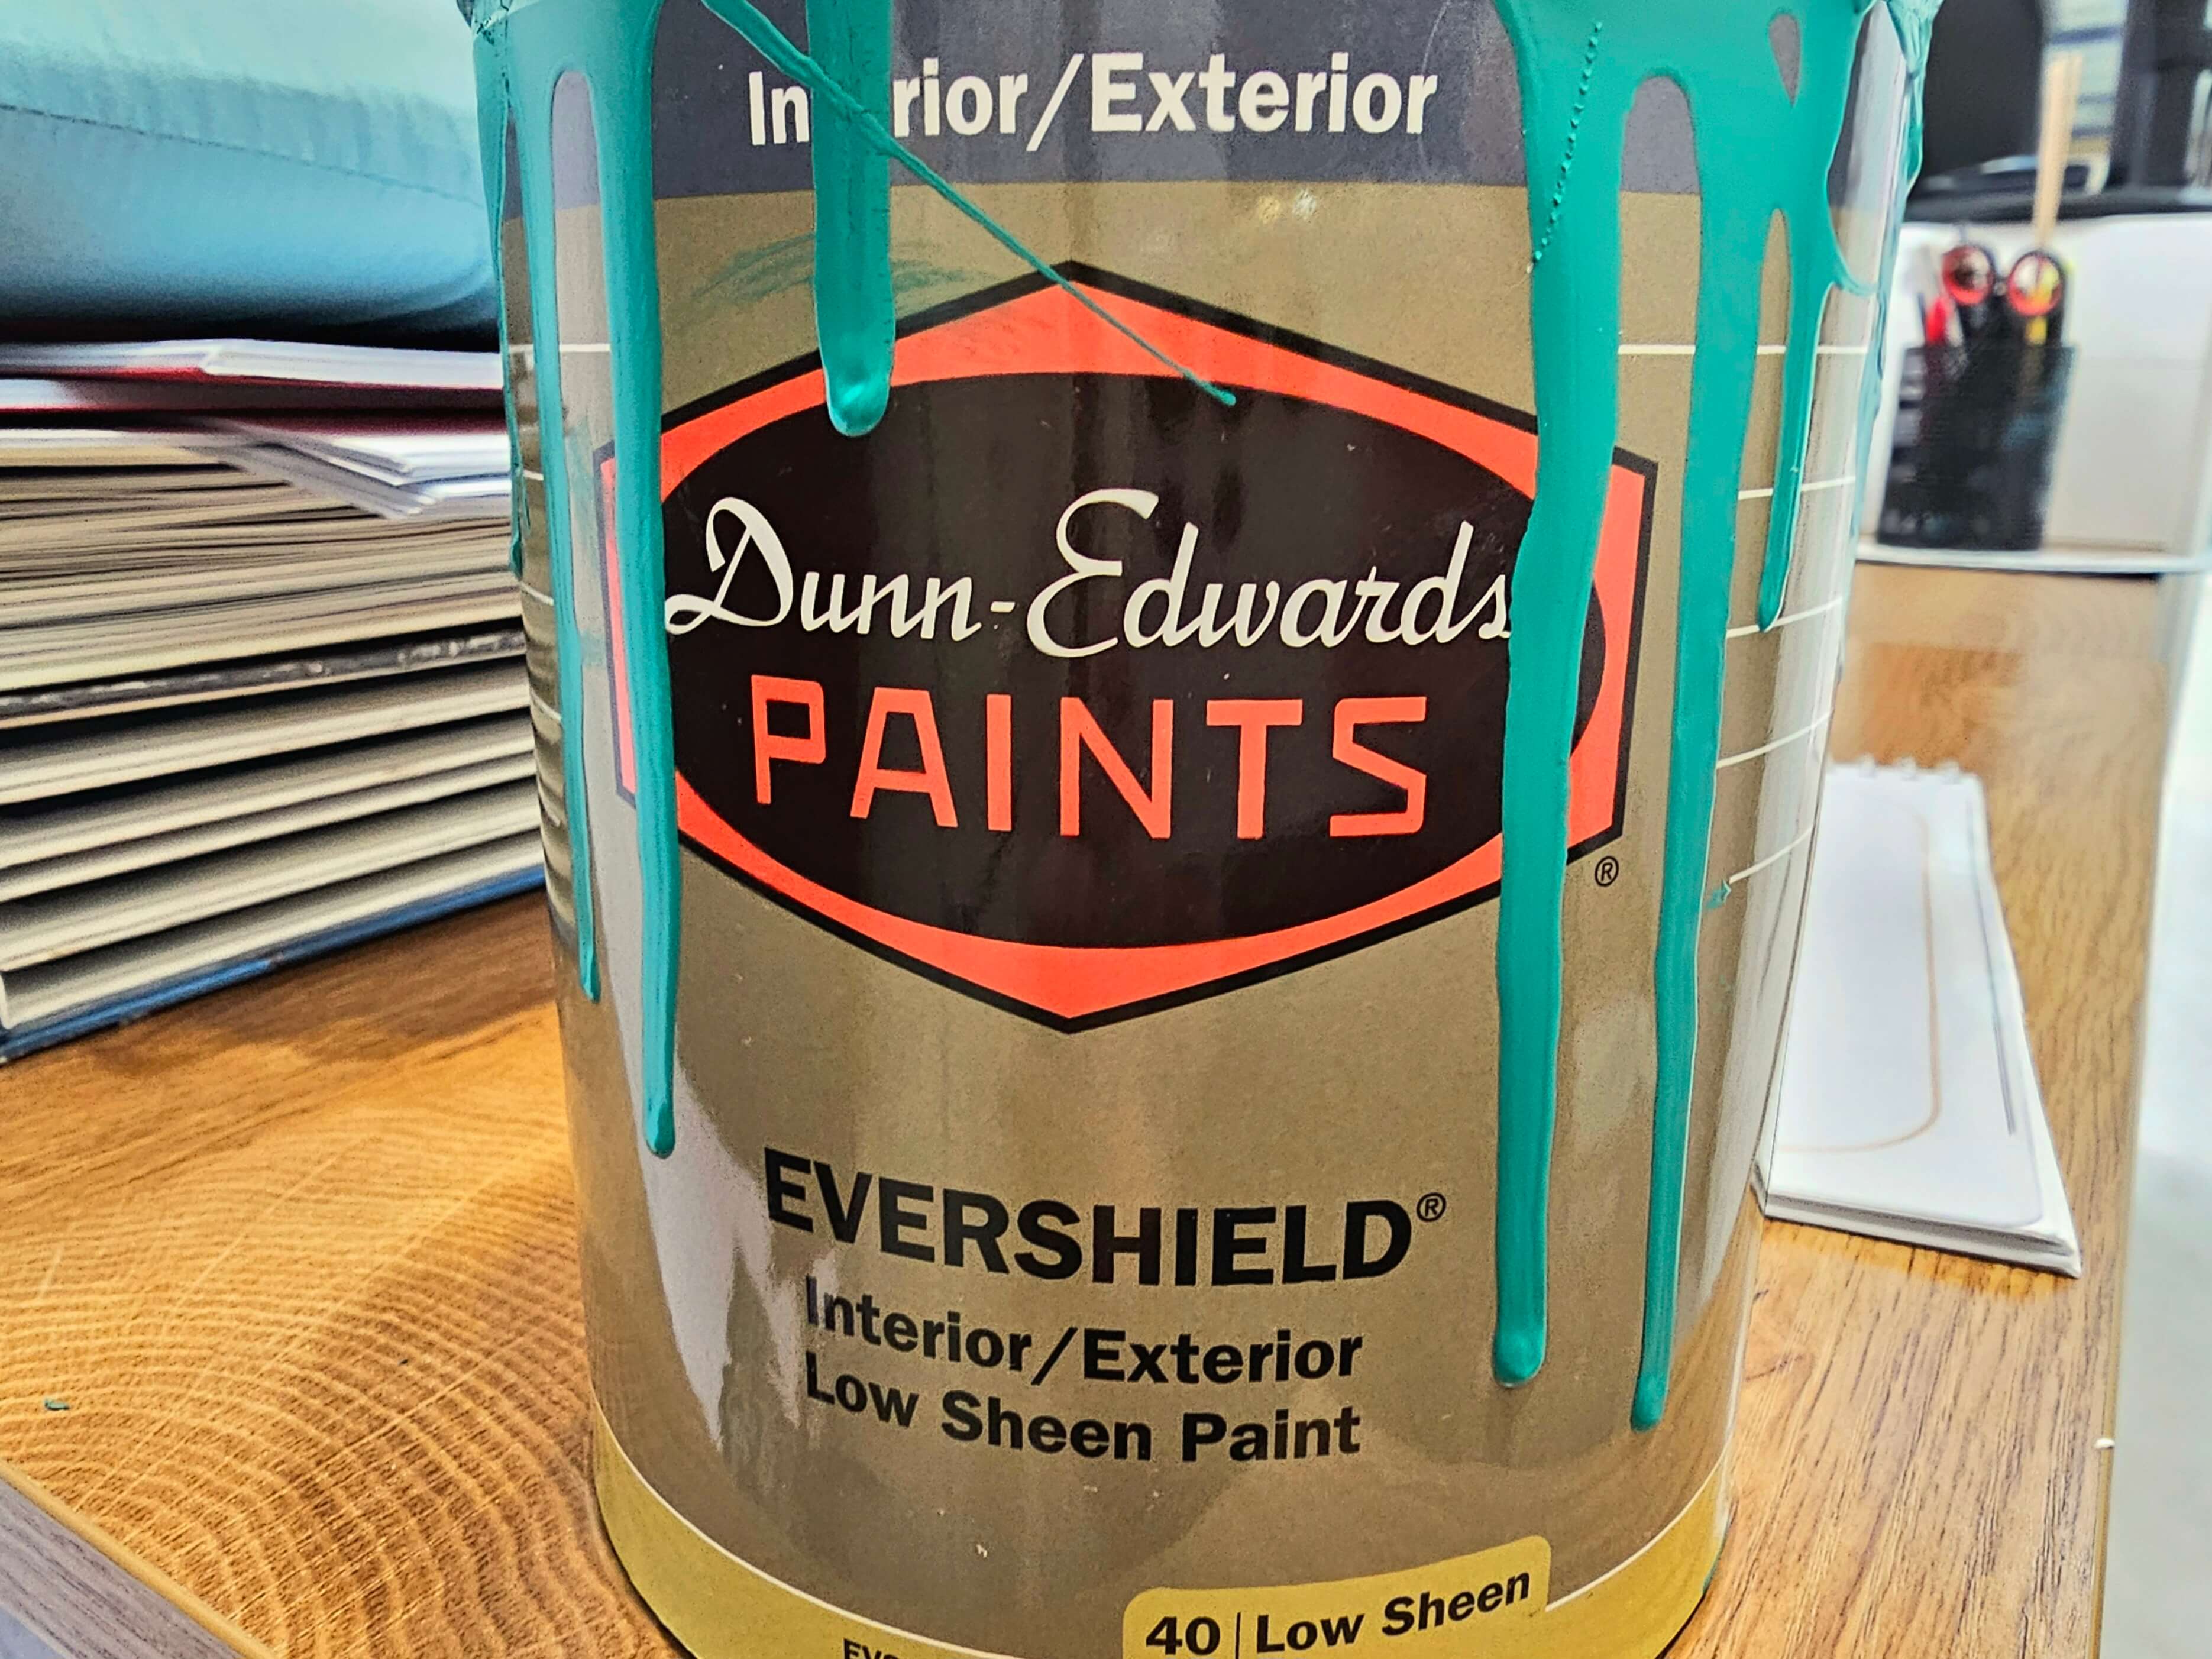 Interior/Exterior
Dunn-Edwards
PAINTS
®
EVERSHIELD®
Interior/Exterior
Low Sheen Paint
40 | Low Sheen